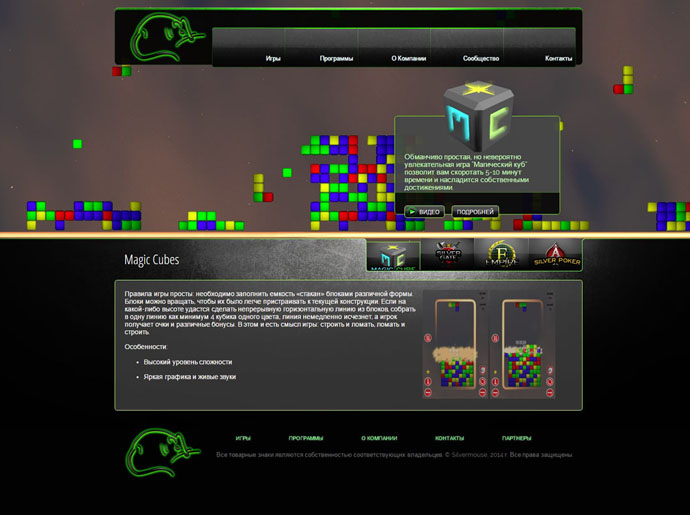 Игры Программы О Компании Сообщество Контакты
M C
Обманчиво простая, но невероятно
увлекательная игра "Магический куб"
позволит вам скоротать 5-10 минут
времени и насладится собственными
достижениями
ВИДЕО ПОДРОБНЕЙ
Magic Cubes
MAGIC CUBE
SILVER
GATE
E
EMPIRE
A
SILVER POKER
Правила игры просты: необходимо заполнить емкость «стакан» блоками различной формы.
Блоки можно вращать, чтобы их было легче пристраивать к текущей конструкции. Если на
какой-либо высоте удастся сделать непрерывную горизонтальную линию из блоков, собрать
в одну линию как минимум 4 кубика одного цвета, линия немедленно исчезнет, а игрок
получает очки и различные бонусы. В этом и есть смысл игры: строить и ломать, ломать и
строить.
Особенности:
• Высокий уровень сложности
• Яркая графика и живые звуки
ИГРЫ ПРОГРАММЫ О КОМПАНИИ КОНТАКТЫ ПАРТНЕРЫ
Все товарные знаки являются собственностью соответствующих владельцев. © Silvermouse, 2014 г. Все права защищены